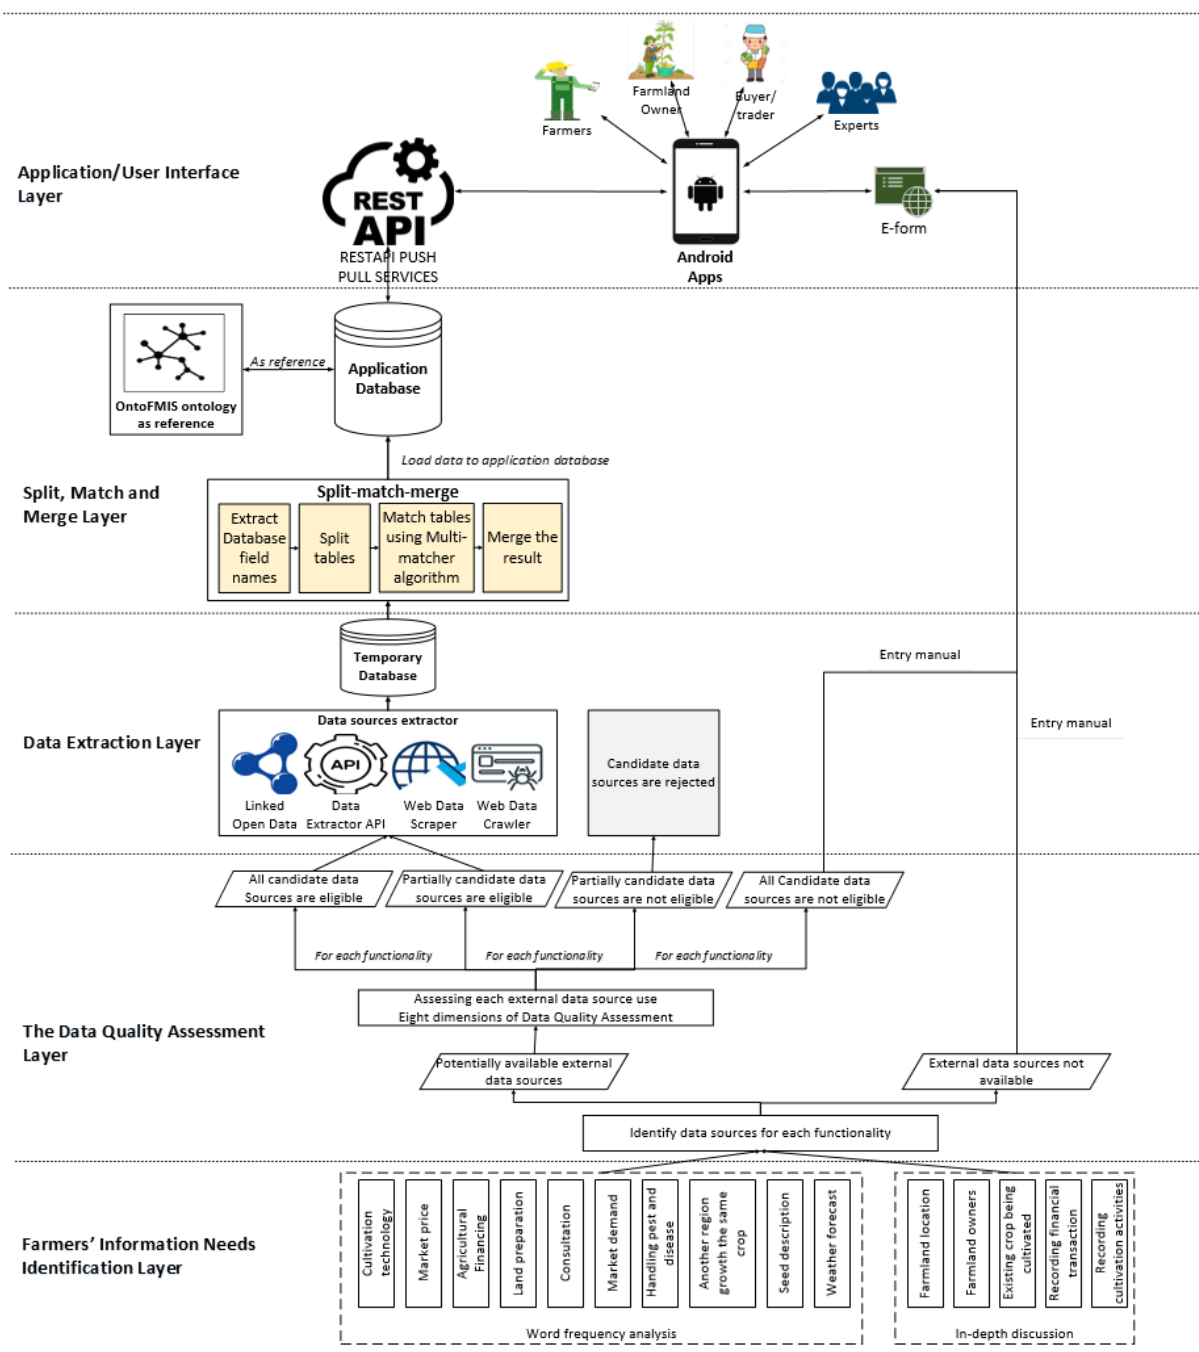 Farmland
Owner
Buyer/
trader
Farmers
Experts
Application/User Interface
Layer
REST
API
RESTAPI PUSH
PULL SERVICES
Android
Apps
E-form
As reference
Application
Database
OntoFMIS ontology
as reference
Load data to application database
Split, Match and
Merge Layer
Split-match-merge
Extract
Database
field
names
Split
tables
Match tables
using Multi-
matcher
algorithm
Merge the
result
Temporary
Database
Entry manual
Entry manual
Data Extraction Layer
Data sources extractor
API
Linked
Open Data
Data
Extractor API
Web Data
Scraper
Web Data
Crawler
Candidate data
sources are rejected
All candidate data
Sources are eligible
Partially candidate data
sources are eligible
Partially candidate data
sources are not eligible
All Candidate data
sources are not eligible
For each functionality
For each functionality
For each functionality
Assessing each external data source use
Eight dimensions of Data Quality Assessment
The Data Quality Assessment
Layer
Potentially available external
data sources
External data sources not
available
Identify data sources for each functionality
Farmers' Information Needs
Identification Layer
Cultivation
technology
Market price
Agricultural
Financing
Land preparation
Consultation
Market demand
Handling pest and
disease
Another region
growth the same
crop
Seed description
Weather forecast
Word frequency analysis
Farmland location
Farmland owners
Existing crop being
cultivated
Recording financial
transaction
Recording
cultivation activities
In-depth discussion